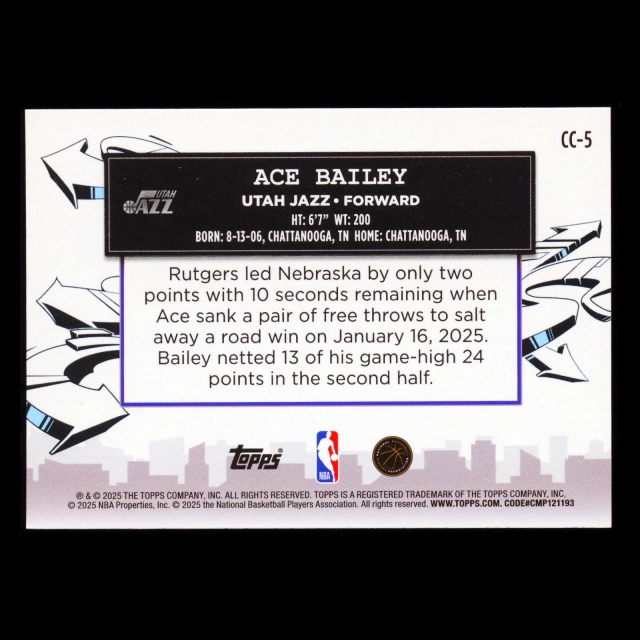 CC-5
ACE BAILEY
UTAH JAZZ • FORWARD
UTAH
JAZZ
HT: 6'7" WT: 200
BORN: 8-13-06, CHATTANOOGA, TN HOME: CHATTANOOGA, TN
Rutgers led Nebraska by only two
points with 10 seconds remaining when
Ace sank a pair of free throws to salt
away a road win on January 16, 2025.
Bailey netted 13 of his game-high 24
points in the second half.
topps®
NBA
® & © 2025 THE TOPPS COMPANY, INC. ALL RIGHTS RESERVED. TOPPS IS A REGISTERED TRADEMARK OF THE TOPPS COMPANY, INC.
© 2025 NBA Properties, Inc. © 2025 the National Basketball Players Association. All rights reserved. WWW.TOPPS.COM. CODE#CMP121193